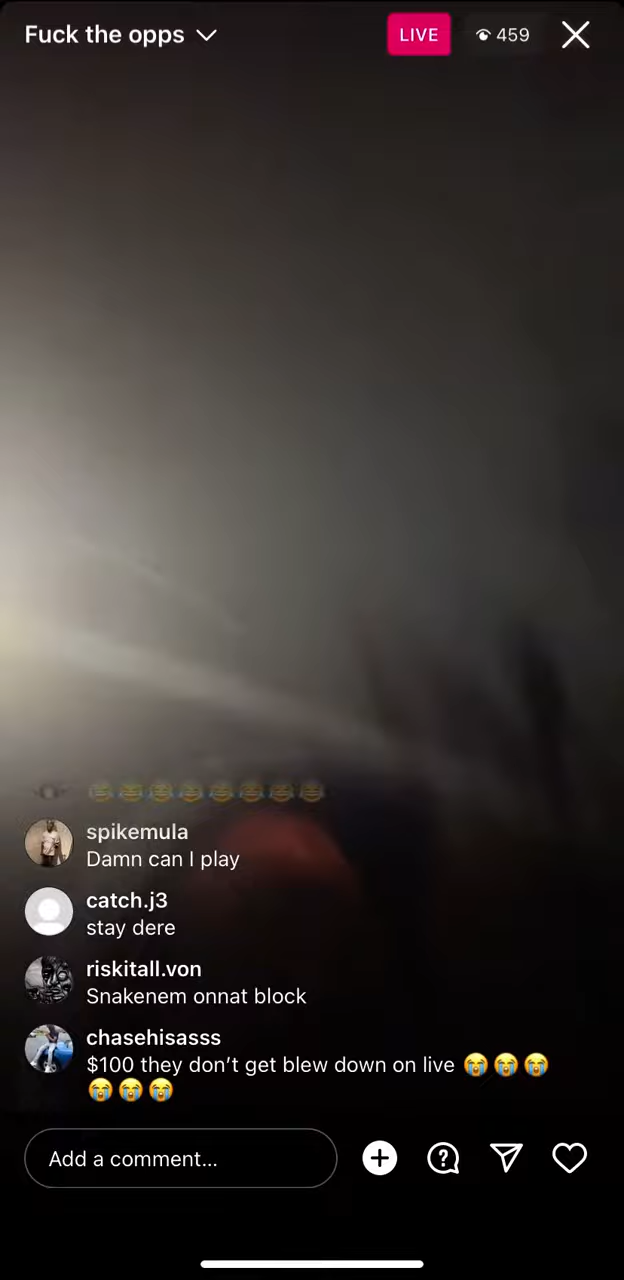 Fuck the opps
LIVE
459
😂😂😂😂😂😂😂😂
spikemula
Damn can I play
catch.j3
stay dere
riskitall.von
Snakenem onnat block
chasehisasss
$100 they don’t get blew down on live 😭😭😭
😭😭😭
Add a comment...